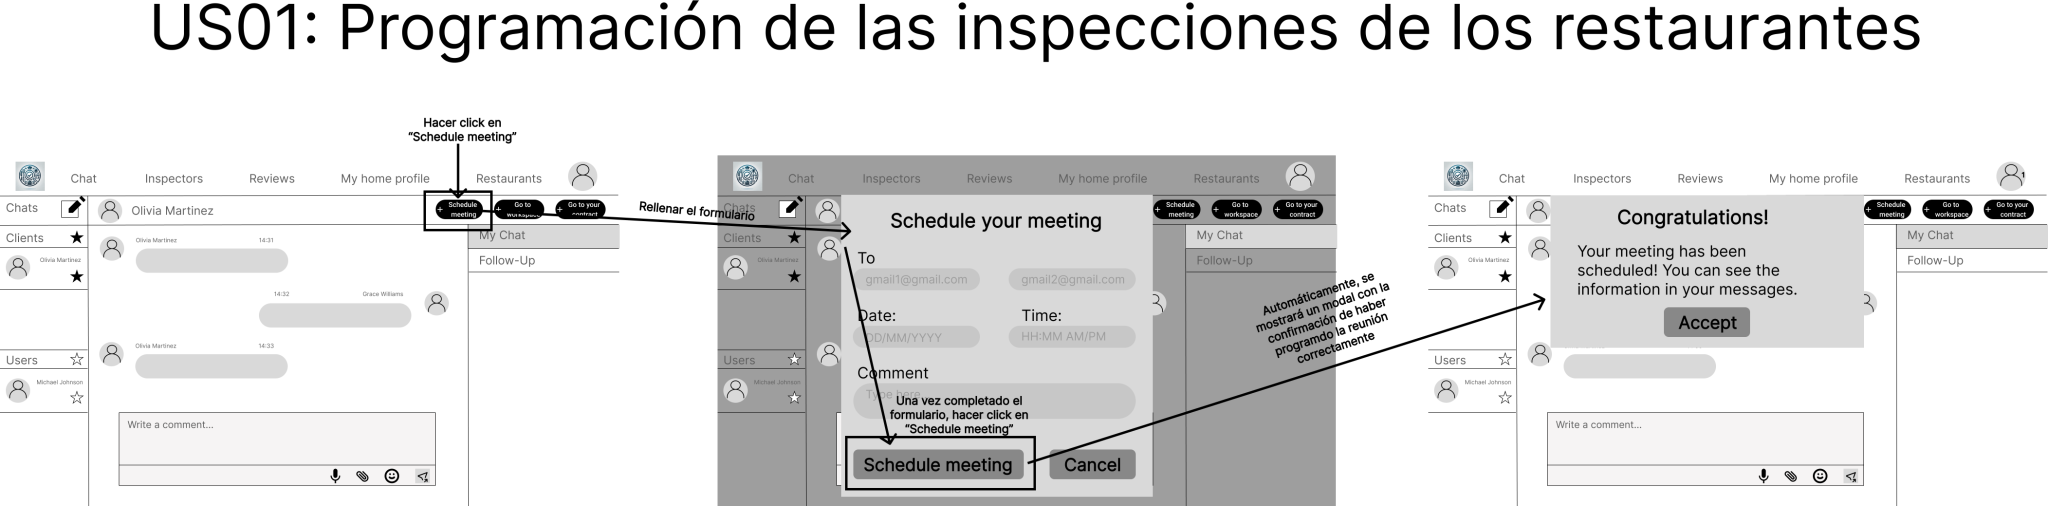 US01: Programación de las inspecciones de los restaurantes
Hacer click en
“Schedule meeting”
Chat Inspectors Reviews My home profile Restaurants
Chats
Olivia Martinez
+ Schedule meeting
+ Go to workspace
+ Go to your contract
Clients
Olivia Martinez
Olivia Martinez 14:31
14:32 Grace Williams
Olivia Martinez 14:33
My Chat
Follow-Up
Users
Michael Johnson
Write a comment...
Rellenar el formulario
Chat Inspectors Reviews My home profile Restaurants
Chats
+ Schedule meeting
+ Go to workspace
+ Go to your contract
Clients
Olivia Martinez
My Chat
Follow-Up
Users
Michael Johnson
Schedule your meeting
To
gmail1@gmail.com gmail2@gmail.com
Date: Time:
DD/MM/YYYY HH:MM AM/PM
Comment
Type here
Una vez completado el
formulario, hacer click en
“Schedule meeting”
Schedule meeting Cancel
Automáticamente, se
mostrará un modal con la
confirmación de haber
programdo la reunión
correctamente
Chat Inspectors Reviews My home profile Restaurants
1
Chats
+ Schedule meeting
+ Go to workspace
+ Go to your contract
Clients
Olivia Martinez
My Chat
Follow-Up
Congratulations!
Your meeting has been
scheduled! You can see the
information in your messages.
Accept
Users
Michael Johnson
Write a comment...